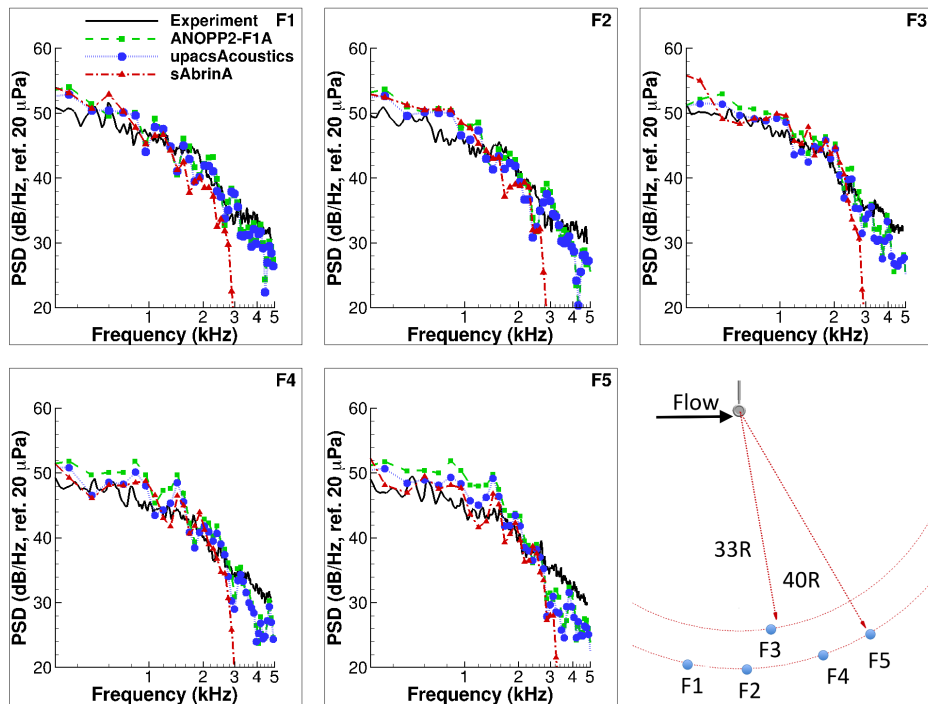 F1
Experiment
ANOPP2-F1A
upacsAcoustics
sAbrinA
60
50
40
30
20
PSD (dB/Hz, ref. 20 µPa)
1 2 3 4 5
Frequency (kHz)
F2
60
50
40
30
20
PSD (dB/Hz, ref. 20 µPa)
1 2 3 4 5
Frequency (kHz)
F3
60
50
40
30
20
PSD (dB/Hz, ref. 20 µPa)
1 2 3 4 5
Frequency (kHz)
F4
60
50
40
30
20
PSD (dB/Hz, ref. 20 µPa)
1 2 3 4 5
Frequency (kHz)
F5
60
50
40
30
20
PSD (dB/Hz, ref. 20 µPa)
1 2 3 4 5
Frequency (kHz)
Flow
33R
40R
F3
F1
F2
F4
F5